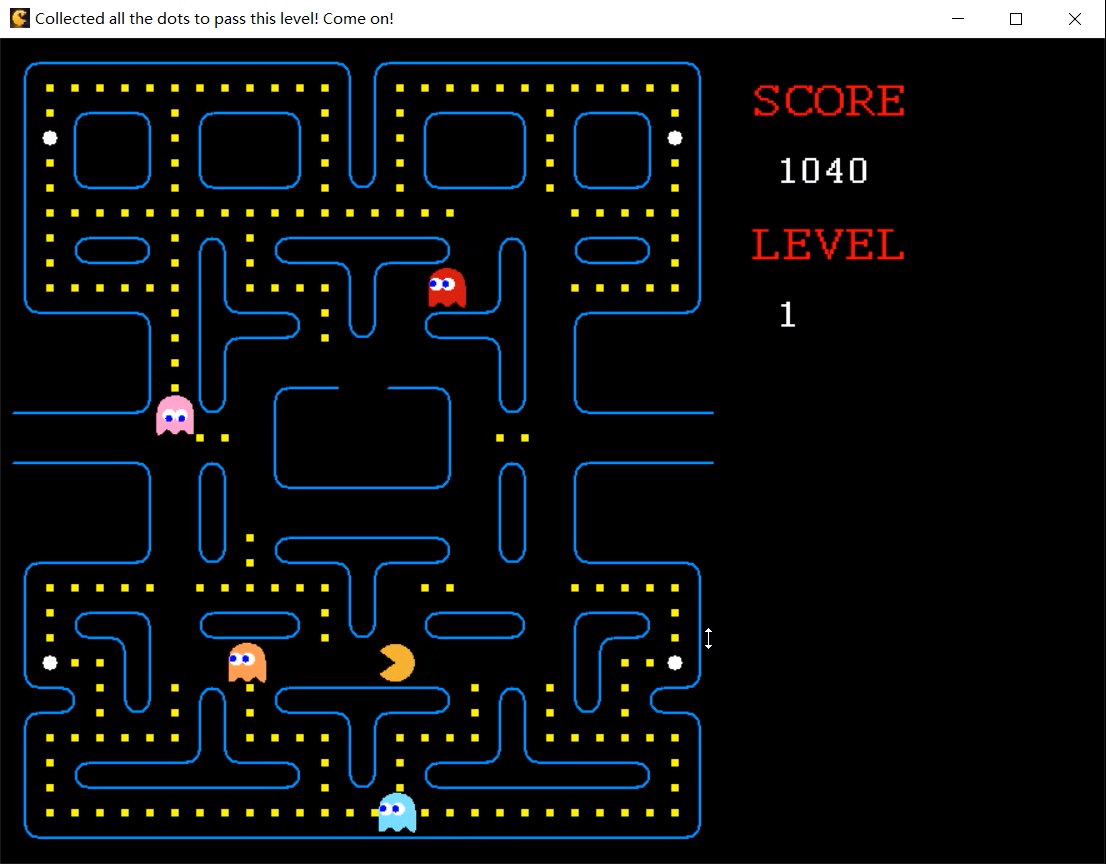 Collected all the dots to pass this level! Come on!
SCORE
1040
LEVEL
1